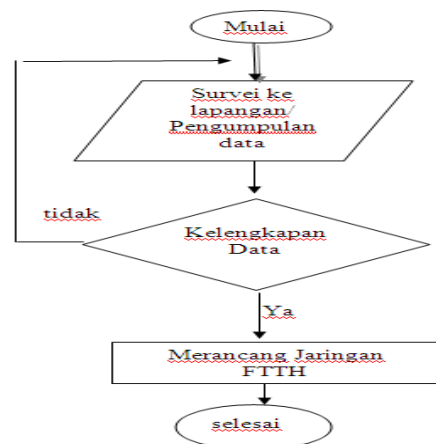 Mulai
Survei ke
lapangan/
Pengumpulan
data
tidak
Kelengkapan
Data
Ya
Merancang Jaringan
FTTH
selesai